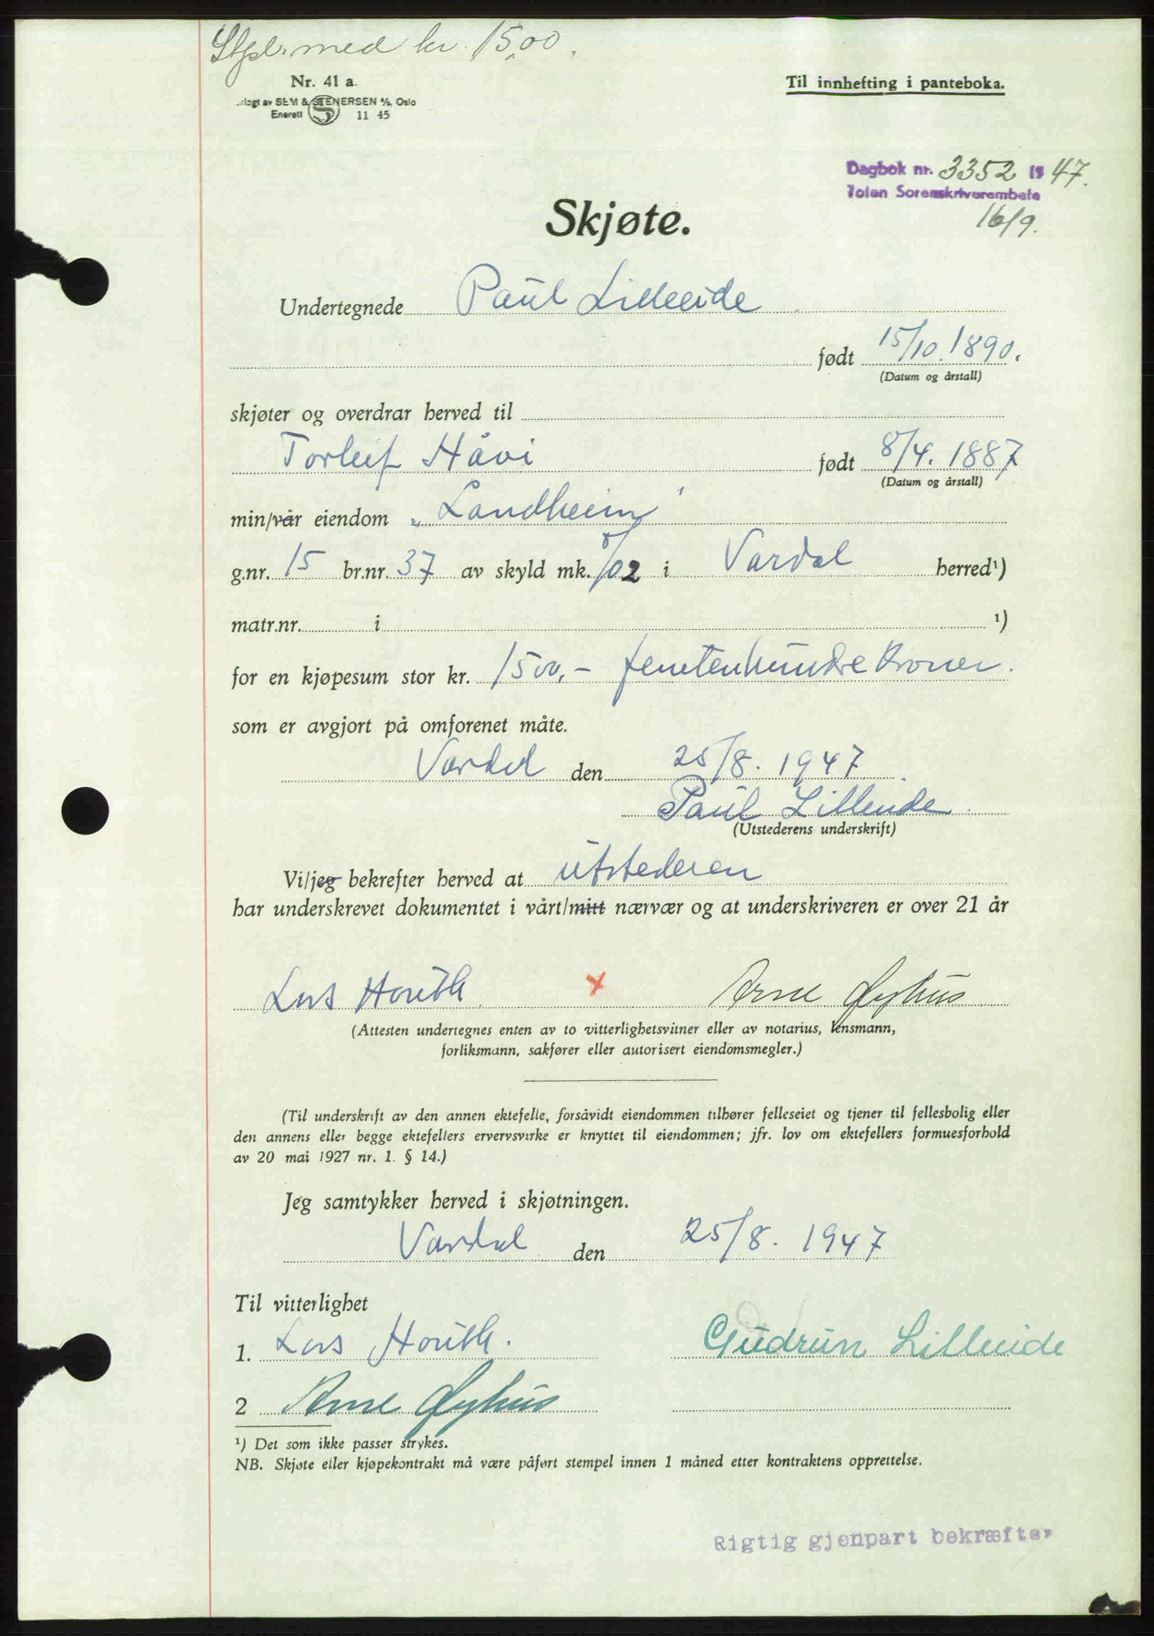 Stpl. med kr. 15,00.
Nr. 41 a.
Til innhefting i panteboka.
av SEM & STENERSEN A/S, Oslo
Enerett 11 45
Dagbok nr. 3352 19 47.
Toten Sorenskriverembete
16/9.
Skjøte.
Undertegnede Paul Lilleeide
født 15/10. 1890.
(Datum og årstall)
skjøter og overdrar herved til
Torleif Håvi født 8/4. 1887
(Datum og årstall)
min/vår eiendom „Landheim"
g.nr. 15 br.nr. 37 av skyld mk. 0/02 i Vardal herred¹)
matr.nr. i ¹)
for en kjøpesum stor kr. 1500,- femtenhundre kroner.
som er avgjort på omforenet måte.
Vardal den 25/8. 1947
Paul Lilleeide
(Utstederens underskrift)
Vi/jeg bekrefter herved at utstederen
har underskrevet dokumentet i vårt/mitt nærvær og at underskriveren er over 21 år
Lars x Arne Øyhus
(Attesten undertegnes enten av to vitterlighetsvitner eller av notarius, lensmann,
forliksmann, sakfører eller autorisert eiendomsmegler.)
(Til underskrift av den annen ektefelle, forsåvidt eiendommen tilhører felleseiet og tjener til fellesbolig eller
den annens eller begge ektefellers ervervsvirke er knyttet til eiendommen; jfr. lov om ektefellers formuesforhold
av 20 mai 1927 nr. 1. § 14.)
Jeg samtykker herved i skjøtningen.
Vardal den 25/8. 1947
Til vitterlighet
1. Lars Gudrun Lilleeide
2 Arne Øyhus
¹) Det som ikke passer strykes.
NB. Skjøte eller kjøpekontrakt må være påført stempel innen 1 måned etter kontraktens opprettelse.
Rigtig gjenpart bekræftes